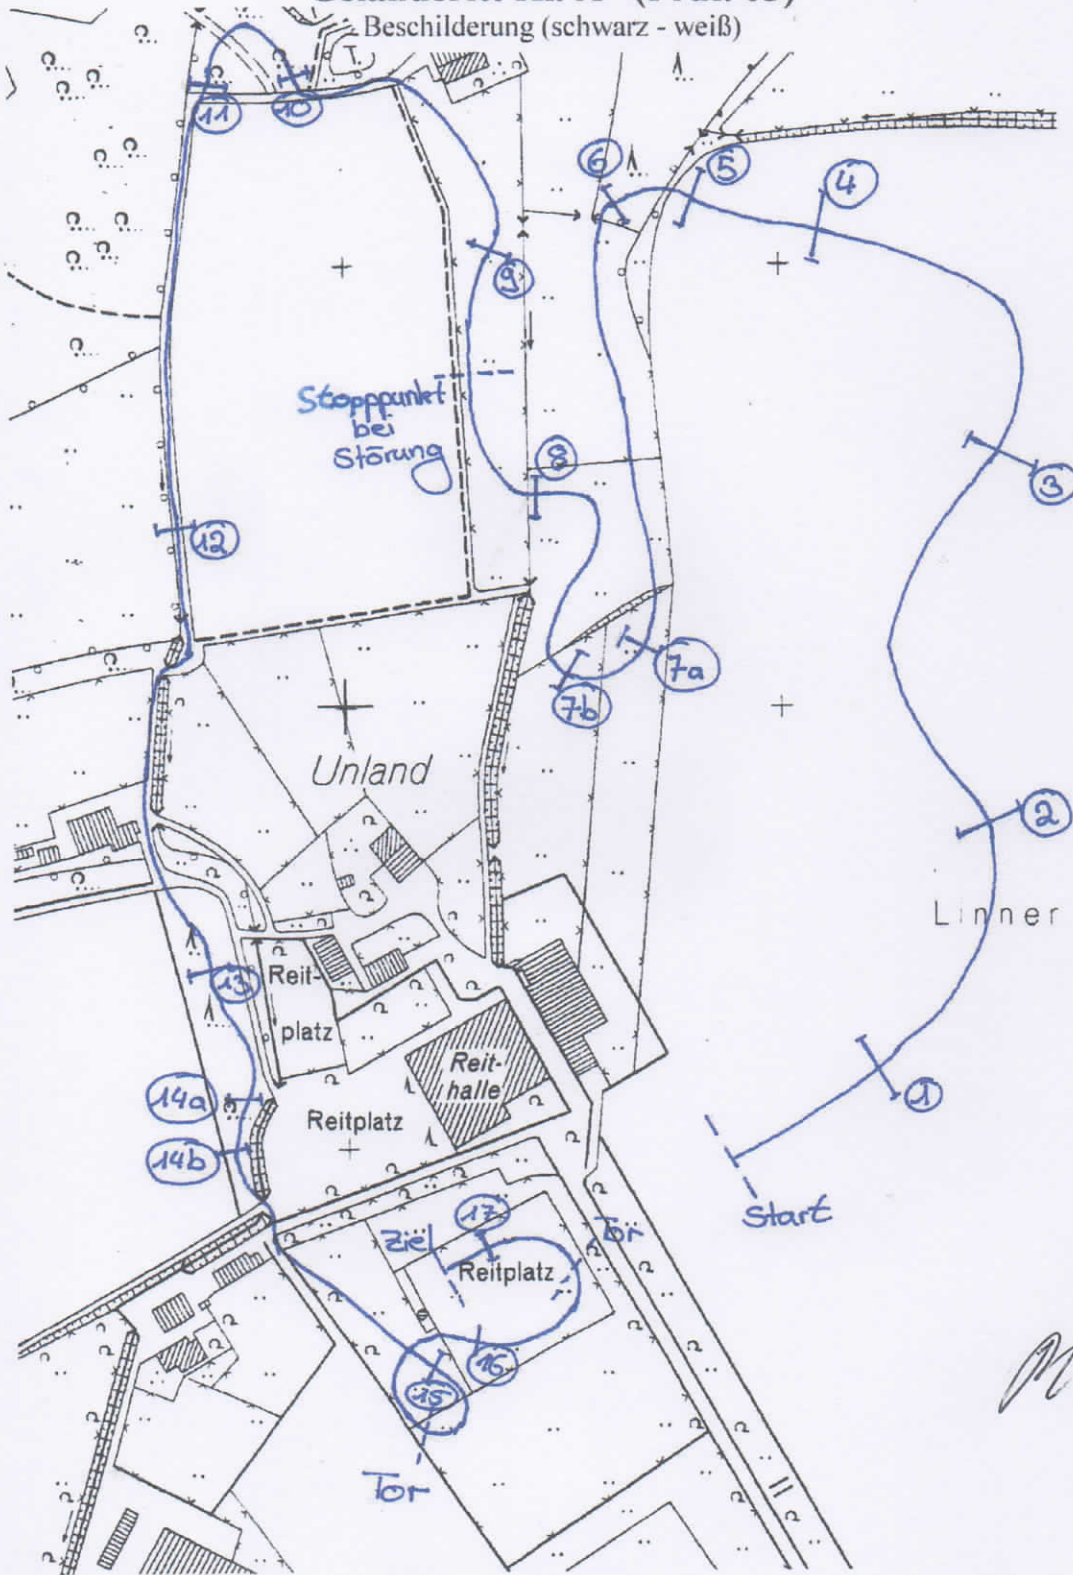 Beschilderung (schwarz - weiß)
11
10
6
5
4
9
Stopppunkt
bei
Störung
8
3
12
7a
7b
Unland
2
Linner
13
Reit-
platz
Reit-
halle
1
14a
Reitplatz
14b
Start
17
Ziel
Tor
Reitplatz
16
15
Tor